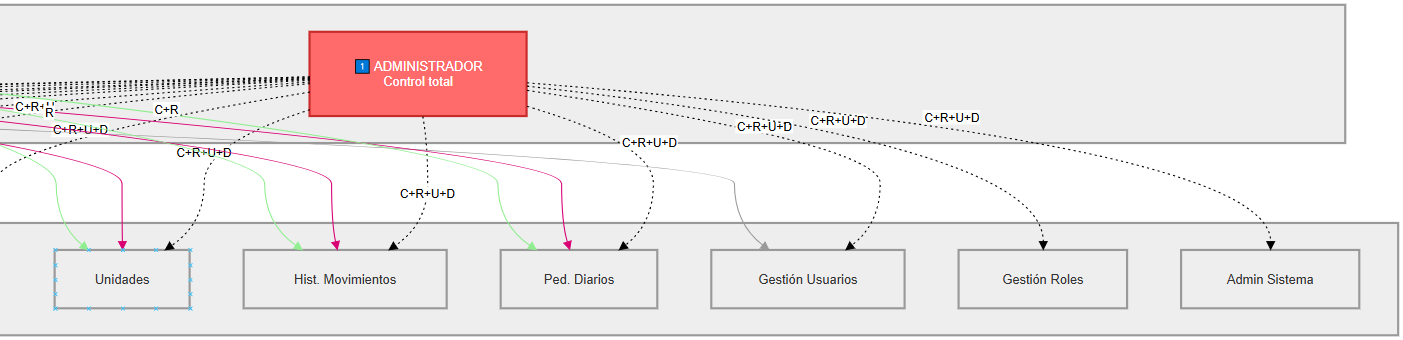 1 ADMINISTRADOR
Control total
C+R+U
R
C+R
C+R+U+D
C+R+U+D
C+R+U+D
C+R+U+D
C+R+U+D
C+R+U+D
C+R+U+D
Unidades
Hist. Movimientos
Ped. Diarios
Gestión Usuarios
Gestión Roles
Admin Sistema